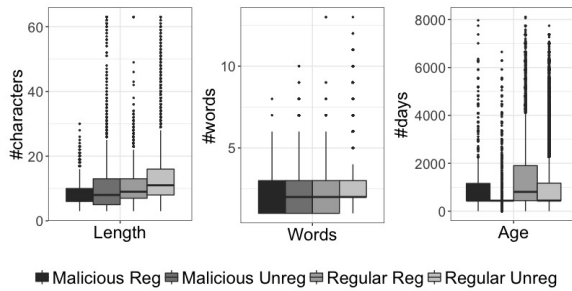 #characters
60
40
20
0
Length
#words
10
5
Words
#days
8000
6000
4000
2000
0
Age
Malicious Reg Malicious Unreg Regular Reg Regular Unreg